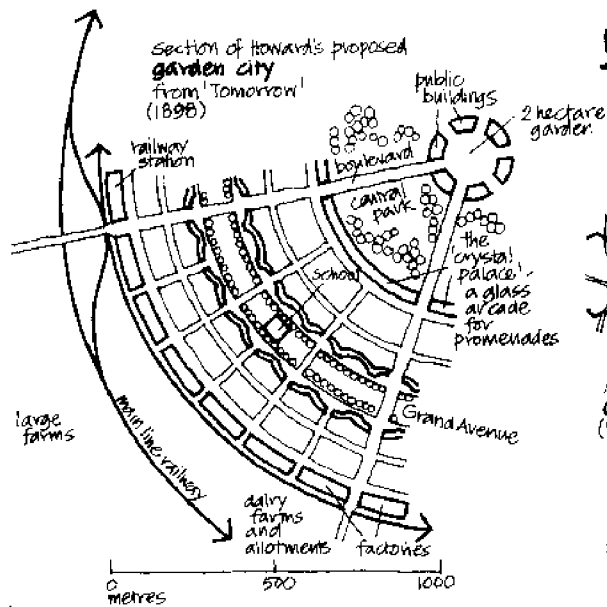 section of Howard's proposed
garden city
from 'Tomorrow'
(1898)
public
buildings
2 hectare
garden
railway
station
boulevard
central
park
the
'crystal
palace'
a glass
arcade
for
promenades
school
Grand Avenue
large
farms
main line railway
dairy
farms
and
allotments
factories
0 500 1000
metres